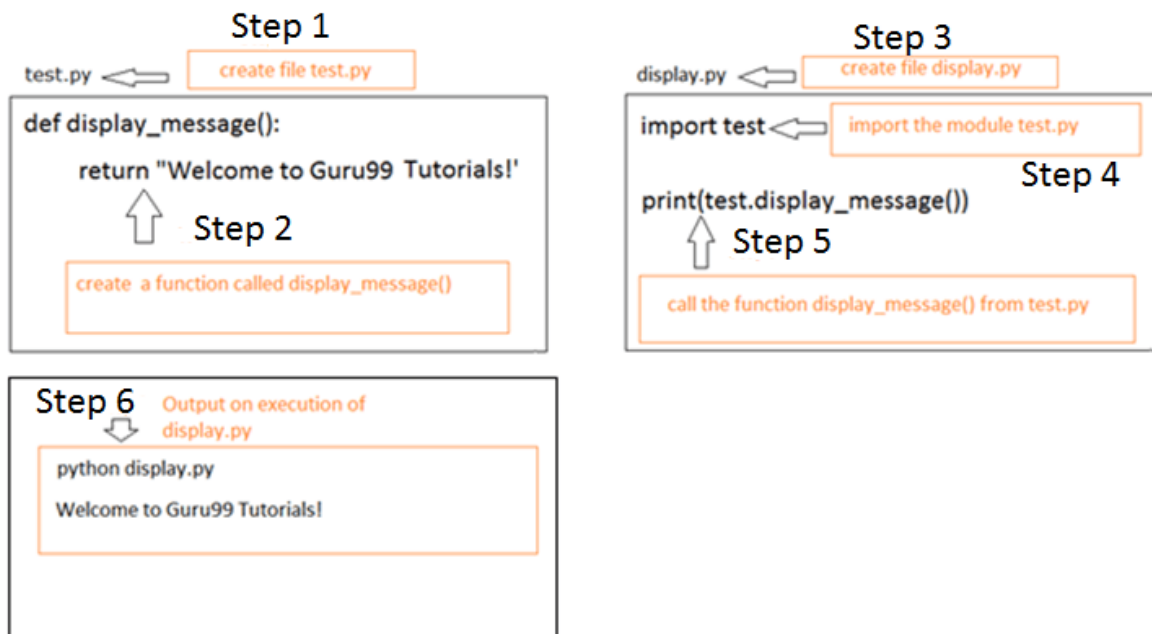 Step 1
test.py
create file test.py
def display_message():
return "Welcome to Guru99 Tutorials!'
Step 2
create a function called display_message()
Step 3
display.py
create file display.py
import test
import the module test.py
Step 4
print(test.display_message())
Step 5
call the function display_message() from test.py
Step 6
Output on execution of
display.py
python display.py
Welcome to Guru99 Tutorials!